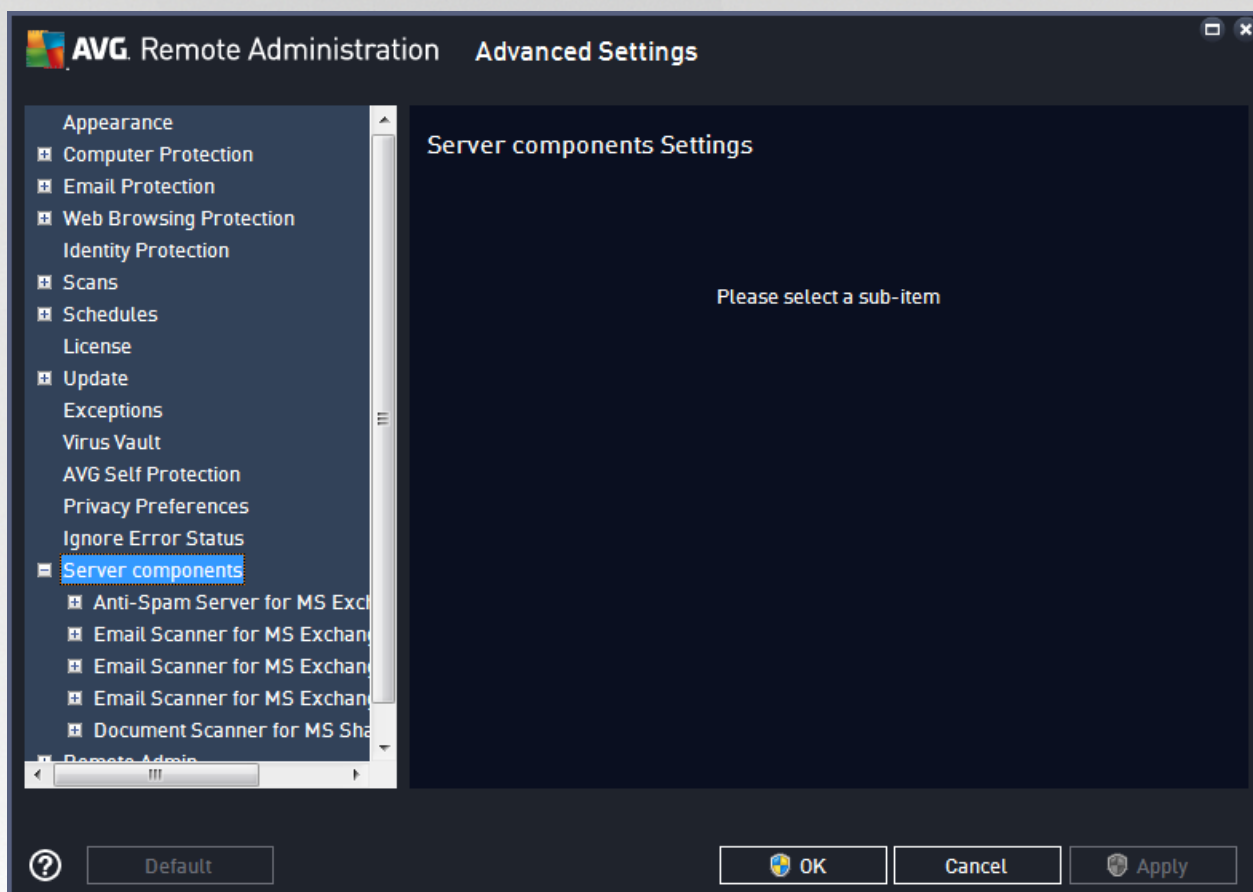 AVG. Remote Administration Advanced Settings
Appearance
Computer Protection
Email Protection
Web Browsing Protection
Identity Protection
Scans
Schedules
License
Update
Exceptions
Virus Vault
AVG Self Protection
Privacy Preferences
Ignore Error Status
Server components
Anti-Spam Server for MS Exch
Email Scanner for MS Exchan
Email Scanner for MS Exchan
Email Scanner for MS Exchan
Document Scanner for MS Sha
Remote Admin
Server components Settings
Please select a sub-item
Default
OK
Cancel
Apply